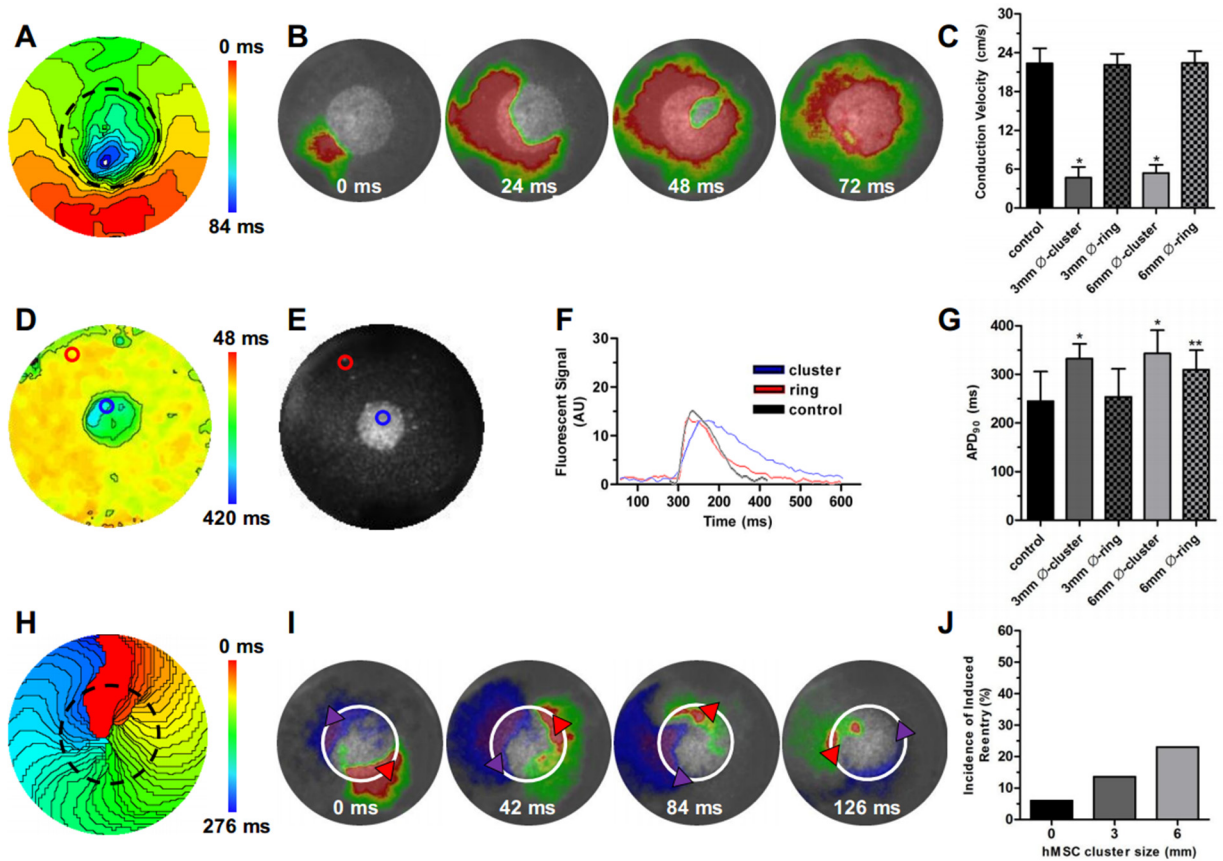 A
0 ms
84 ms
B
0 ms
24 ms
48 ms
72 ms
C
Conduction Velocity (cm/s)
30
24
18
12
6
0
*
*
control
3mm Ø-cluster
3mm Ø-ring
6mm Ø-cluster
6mm Ø-ring
D
48 ms
420 ms
E
F
Fluorescent Signal
(AU)
30
20
10
0
cluster
ring
control
100
300
200
400
500
600
Time (ms)
G
APD90
(ms)
400
300
200
100
0
*
*
**
control
3mm Ø-cluster
3mm Ø-ring
6mm Ø-cluster
6mm Ø-ring
H
0 ms
276 ms
I
0 ms
42 ms
84 ms
126 ms
J
Incidence of Induced
Reentry (%)
60
50
40
30
20
10
0
0
3
6
hMSC cluster size (mm)